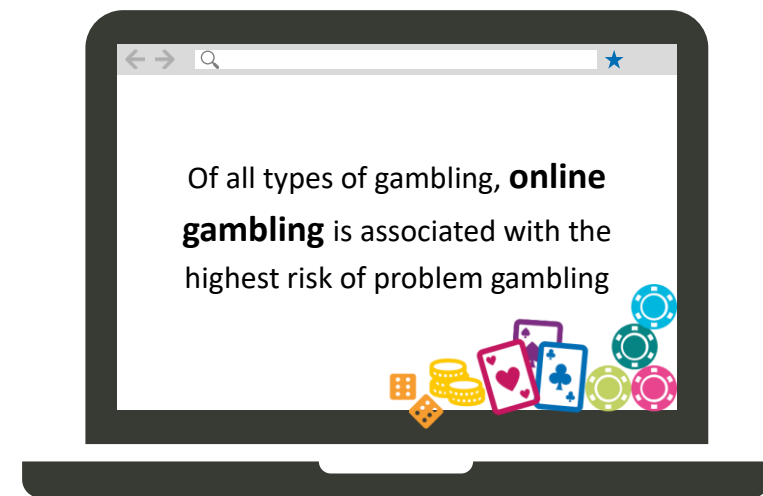 Of all types of gambling, online
gambling is associated with the
highest risk of problem gambling